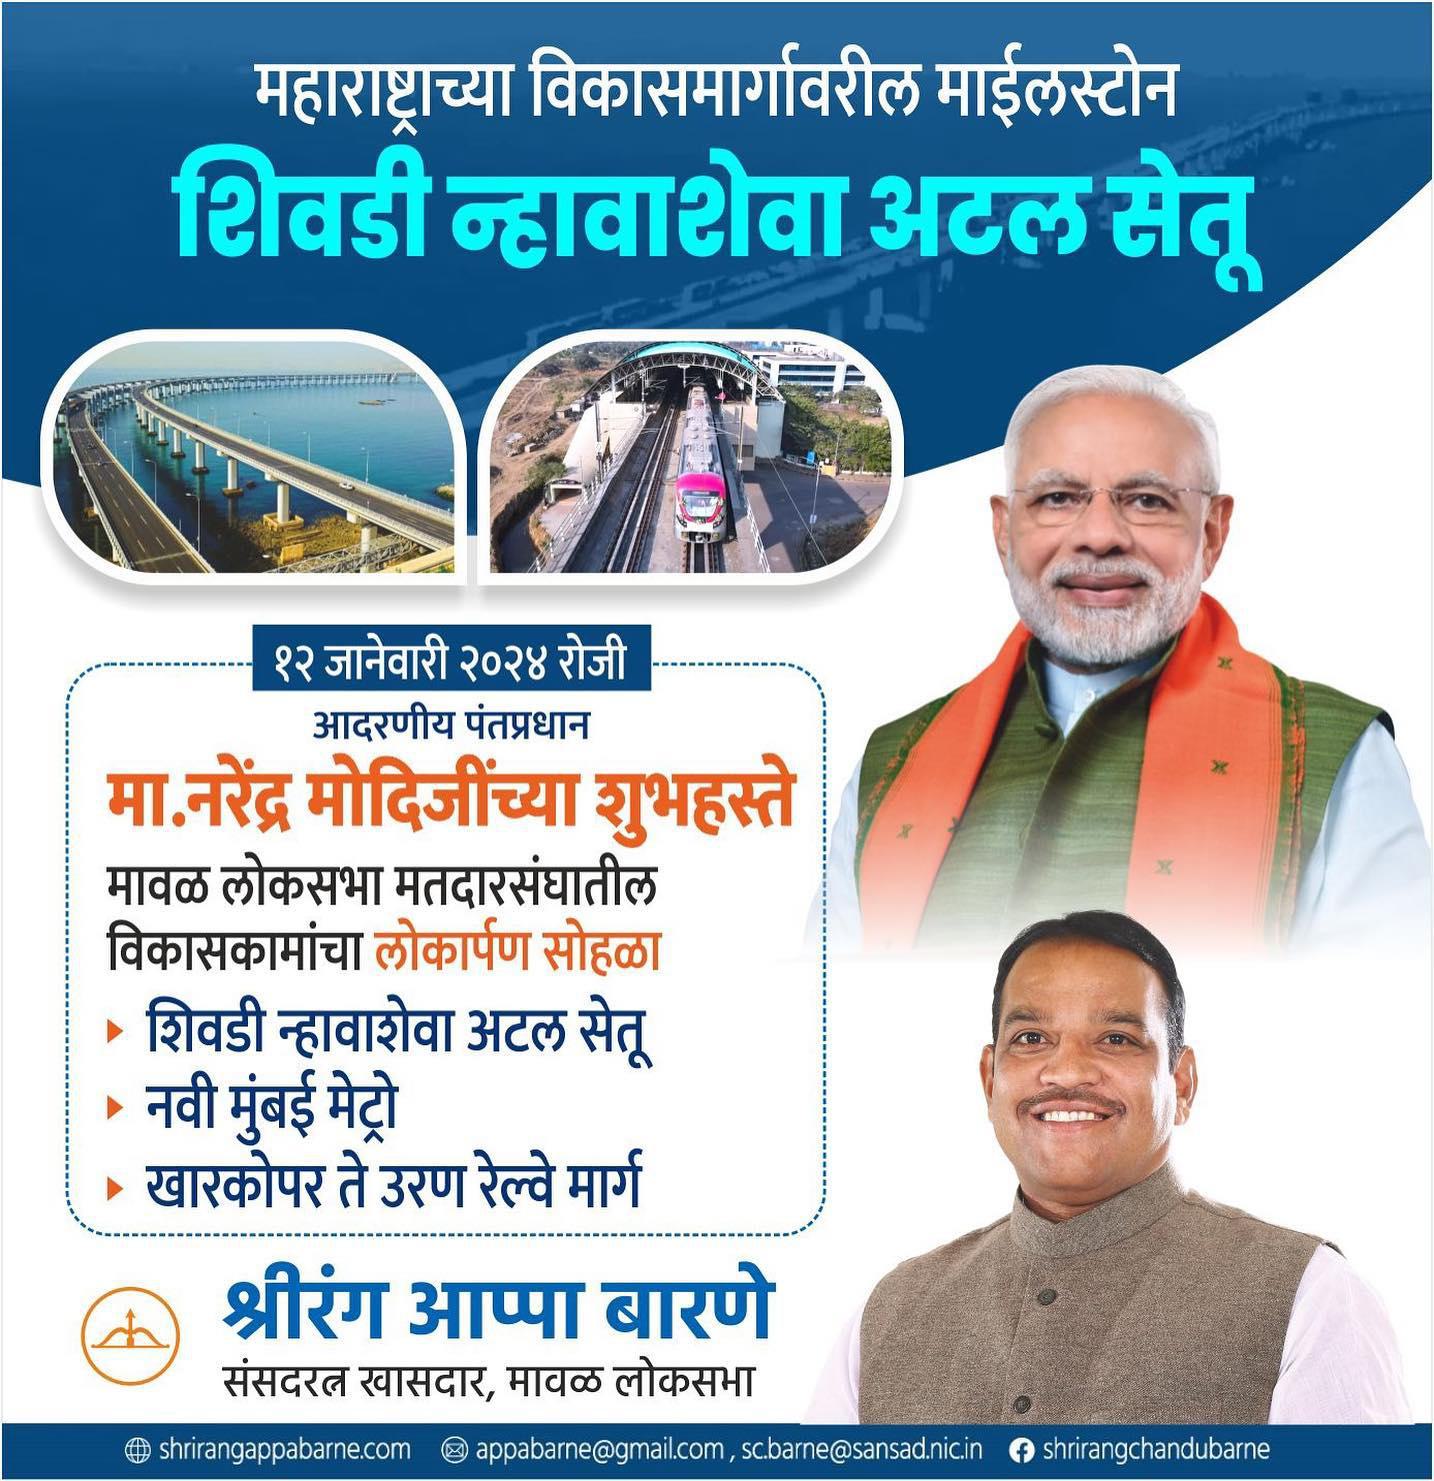 महाराष्ट्राच्या विकासमार्गावरील माईलस्टोन
शिवडी न्हावाशेवा अटल सेतू
१२ जानेवारी २०२४ रोजी
आदरणीय पंतप्रधान
मा.नरेंद्र मोदिजींच्या शुभहस्ते
मावळ लोकसभा मतदारसंघातील
विकासकामांचा लोकार्पण सोहळा
शिवडी न्हावाशेवा अटल सेतू
नवी मुंबई मेट्रो
खारकोपर ते उरण रेल्वे मार्ग
श्रीरंग आप्पा बारणे
संसदरत्न खासदार, मावळ लोकसभा
shrirangappabarne.com appabarne@gmail.com , sc.barne@sansad.nic.in shrirangchandubarne